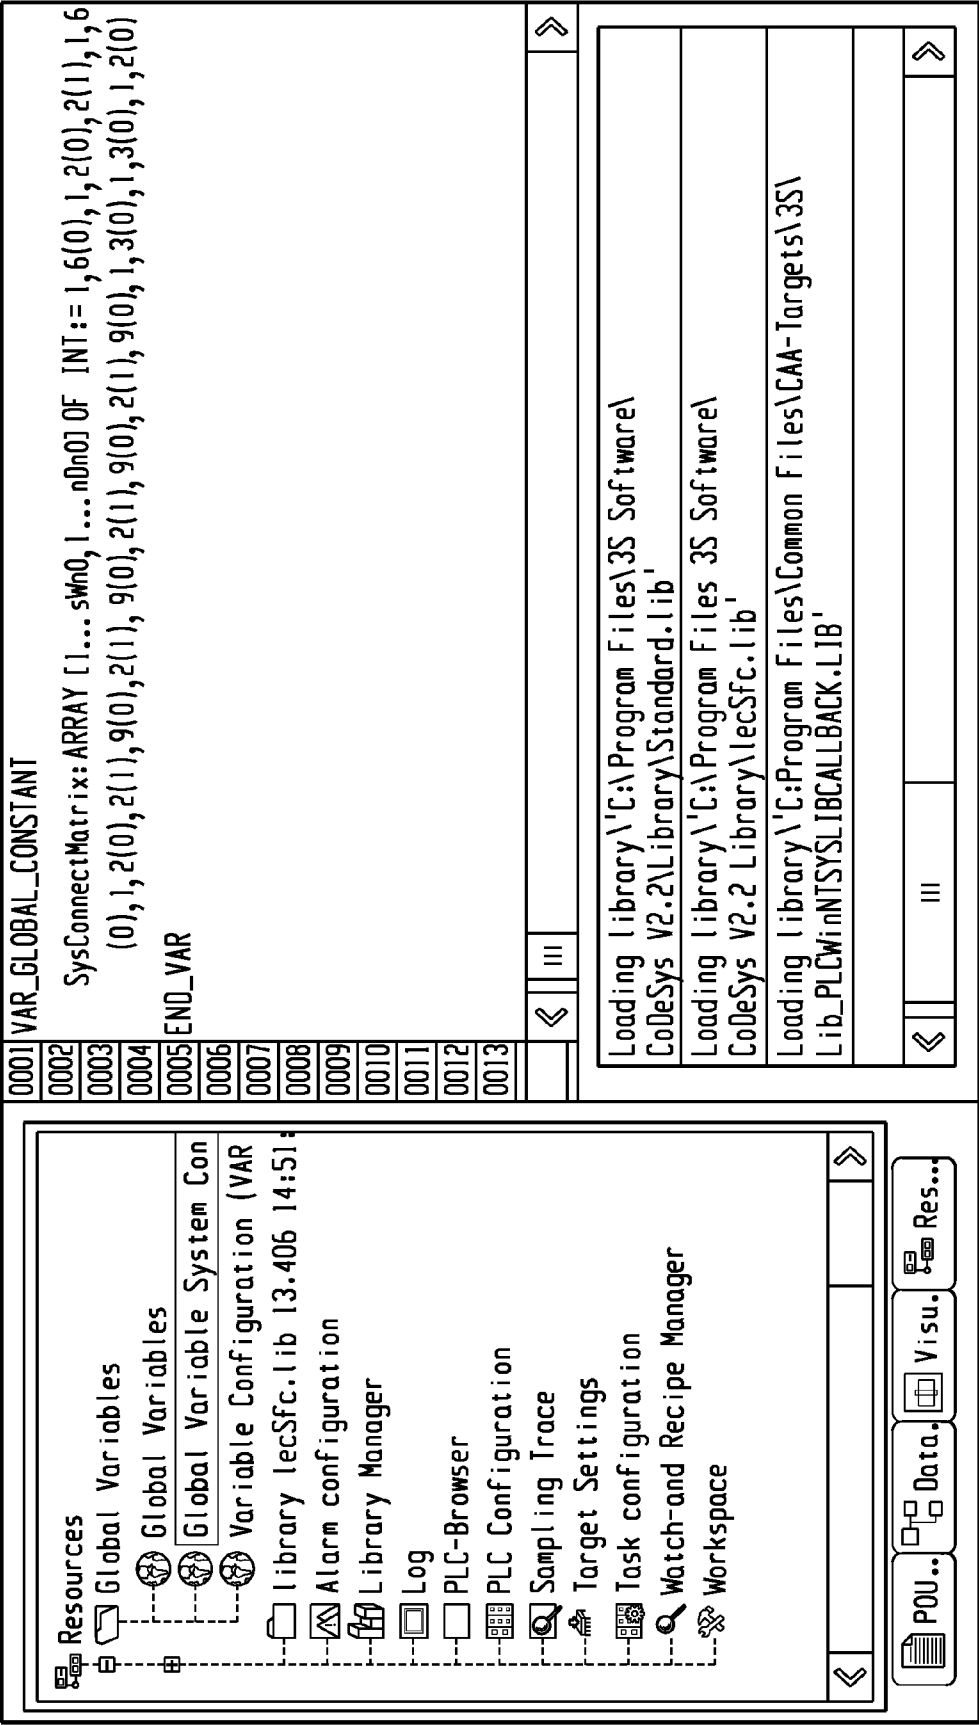 Resources
Global Variables
Global Variables
Global Variable System Con
Variable Configuration (VAR
library lecSfc.lib 13.406 14:51:
Alarm configuration
Library Manager
Log
PLC-Browser
PLC Configuration
Sampling Trace
Target Settings
Task configuration
Watch-and Recipe Manager
Workspace
POU...
Data.
Visu.
Res...
0001 VAR_GLOBAL_CONSTANT
0002 SysConnectMatrix:ARRAY [1...sWnO,1...nDnO] OF INT:= 1,6(0),1,2(0),2(1),1,6
0003 (0),1,2(0),2(1),9(0),2(1),9(0),2(1),9(0),2(1),9(0),2(1),9(0),1,3(0),1,3(0),1,2(0)
0004
0005 END_VAR
0006
0007
0008
0009
0010
0011
0012
0013
Loading library\'C:\Program Files\3S Software\
CoDeSys V2.2\Library\Standard.lib'
Loading library\'C:\Program Files 3S Software\
CoDeSys V2.2 Library\lecSfc.lib'
Loading library\'C:Program Files\Common Files\CAA-Targets\3S\
Lib_PLCWinNTSYSLIBCALLBACK.LIB'